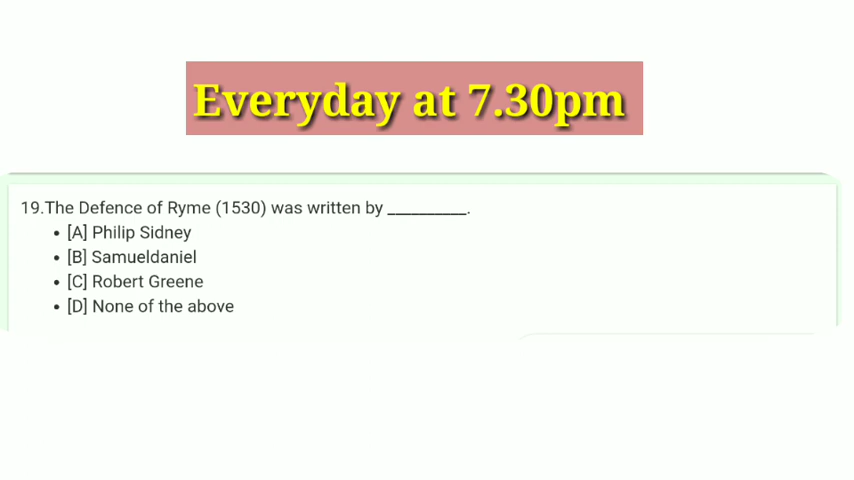 Everyday at 7.30pm
19.The Defence of Ryme (1530) was written by __________.
• [A] Philip Sidney
• [B] Samueldaniel
• [C] Robert Greene
• [D] None of the above